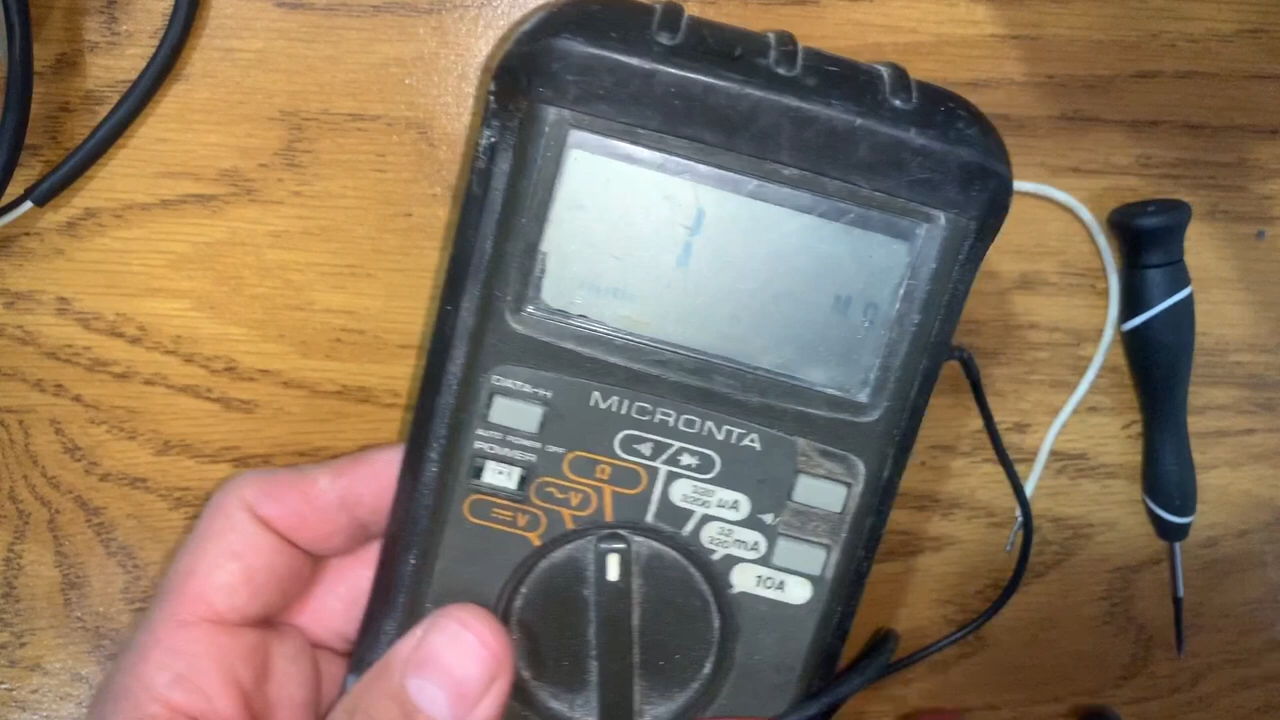 DATA-H
MICRONTA
AUTO POWER OFF
POWER
Ω
~V
320
3200 μA
32
320 mA
10A